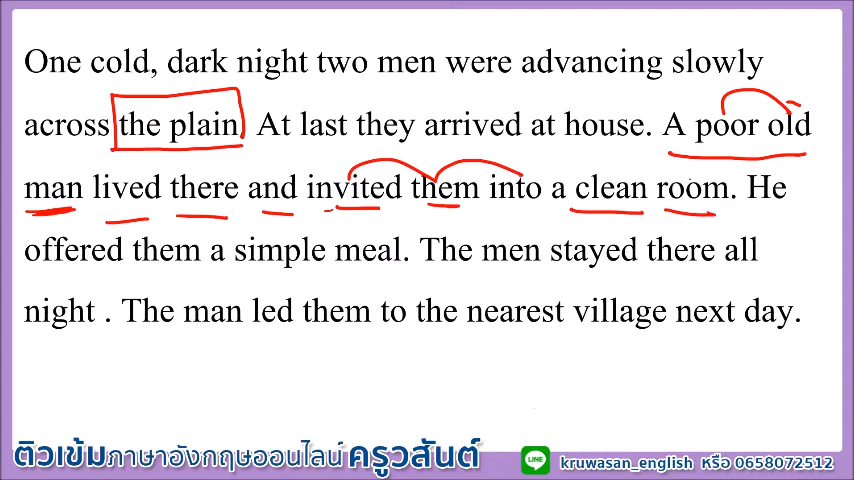 One cold, dark night two men were advancing slowly
across the plain. At last they arrived at house. A poor old
man lived there and invited them into a clean room. He
offered them a simple meal. The men stayed there all
night . The man led them to the nearest village next day.
ติวเข้มภาษาอังกฤษออนไลน์ ครูวสันต์
LINE kruwasan_english หรือ 0658072512